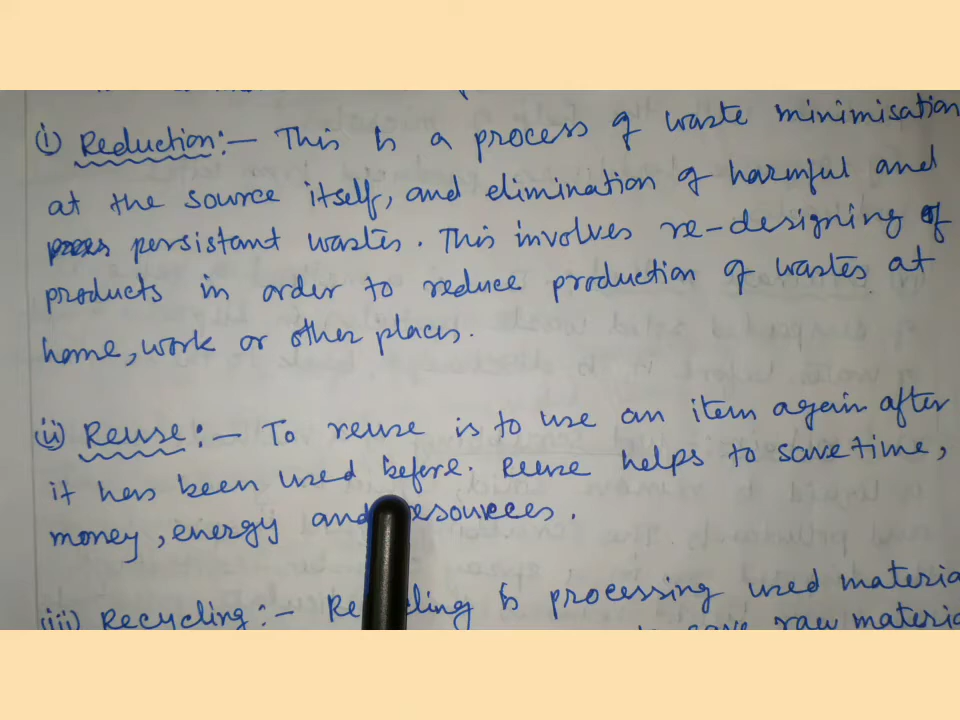 (i) Reduction:- This is a process of waste minimisation
at the source itself, and elimination of harmful and
persistant wastes. This involves re-designing of
products in order to reduce production of wastes at
home, work or other places.
(ii) Reuse:- To reuse is to use an item again after
it has been used before. Reuse helps to save time,
money, energy and resources.
(iii) Recycling:- Recycling is processing used materia
raw materia